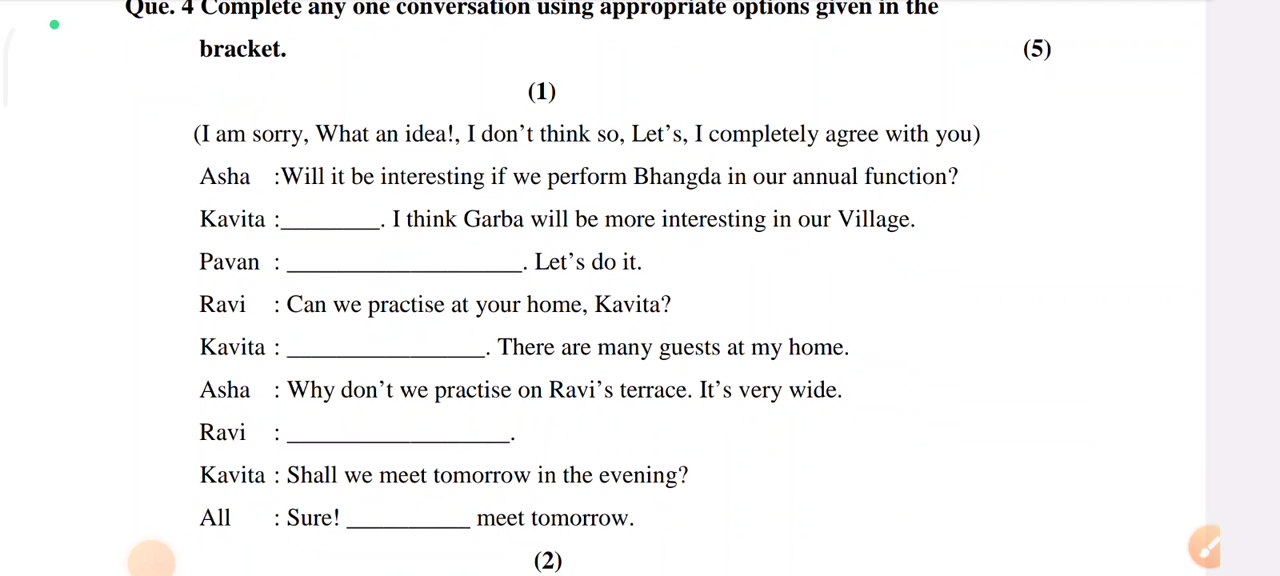 Que. 4 Complete any one conversation using appropriate options given in the
bracket. (5)
(1)
(I am sorry, What an idea!, I don’t think so, Let’s, I completely agree with you)
Asha :Will it be interesting if we perform Bhangda in our annual function?
Kavita :________. I think Garba will be more interesting in our Village.
Pavan : ___________________. Let’s do it.
Ravi : Can we practise at your home, Kavita?
Kavita : ________________. There are many guests at my home.
Asha : Why don’t we practise on Ravi’s terrace. It’s very wide.
Ravi : __________________.
Kavita : Shall we meet tomorrow in the evening?
All : Sure! __________ meet tomorrow.
(2)